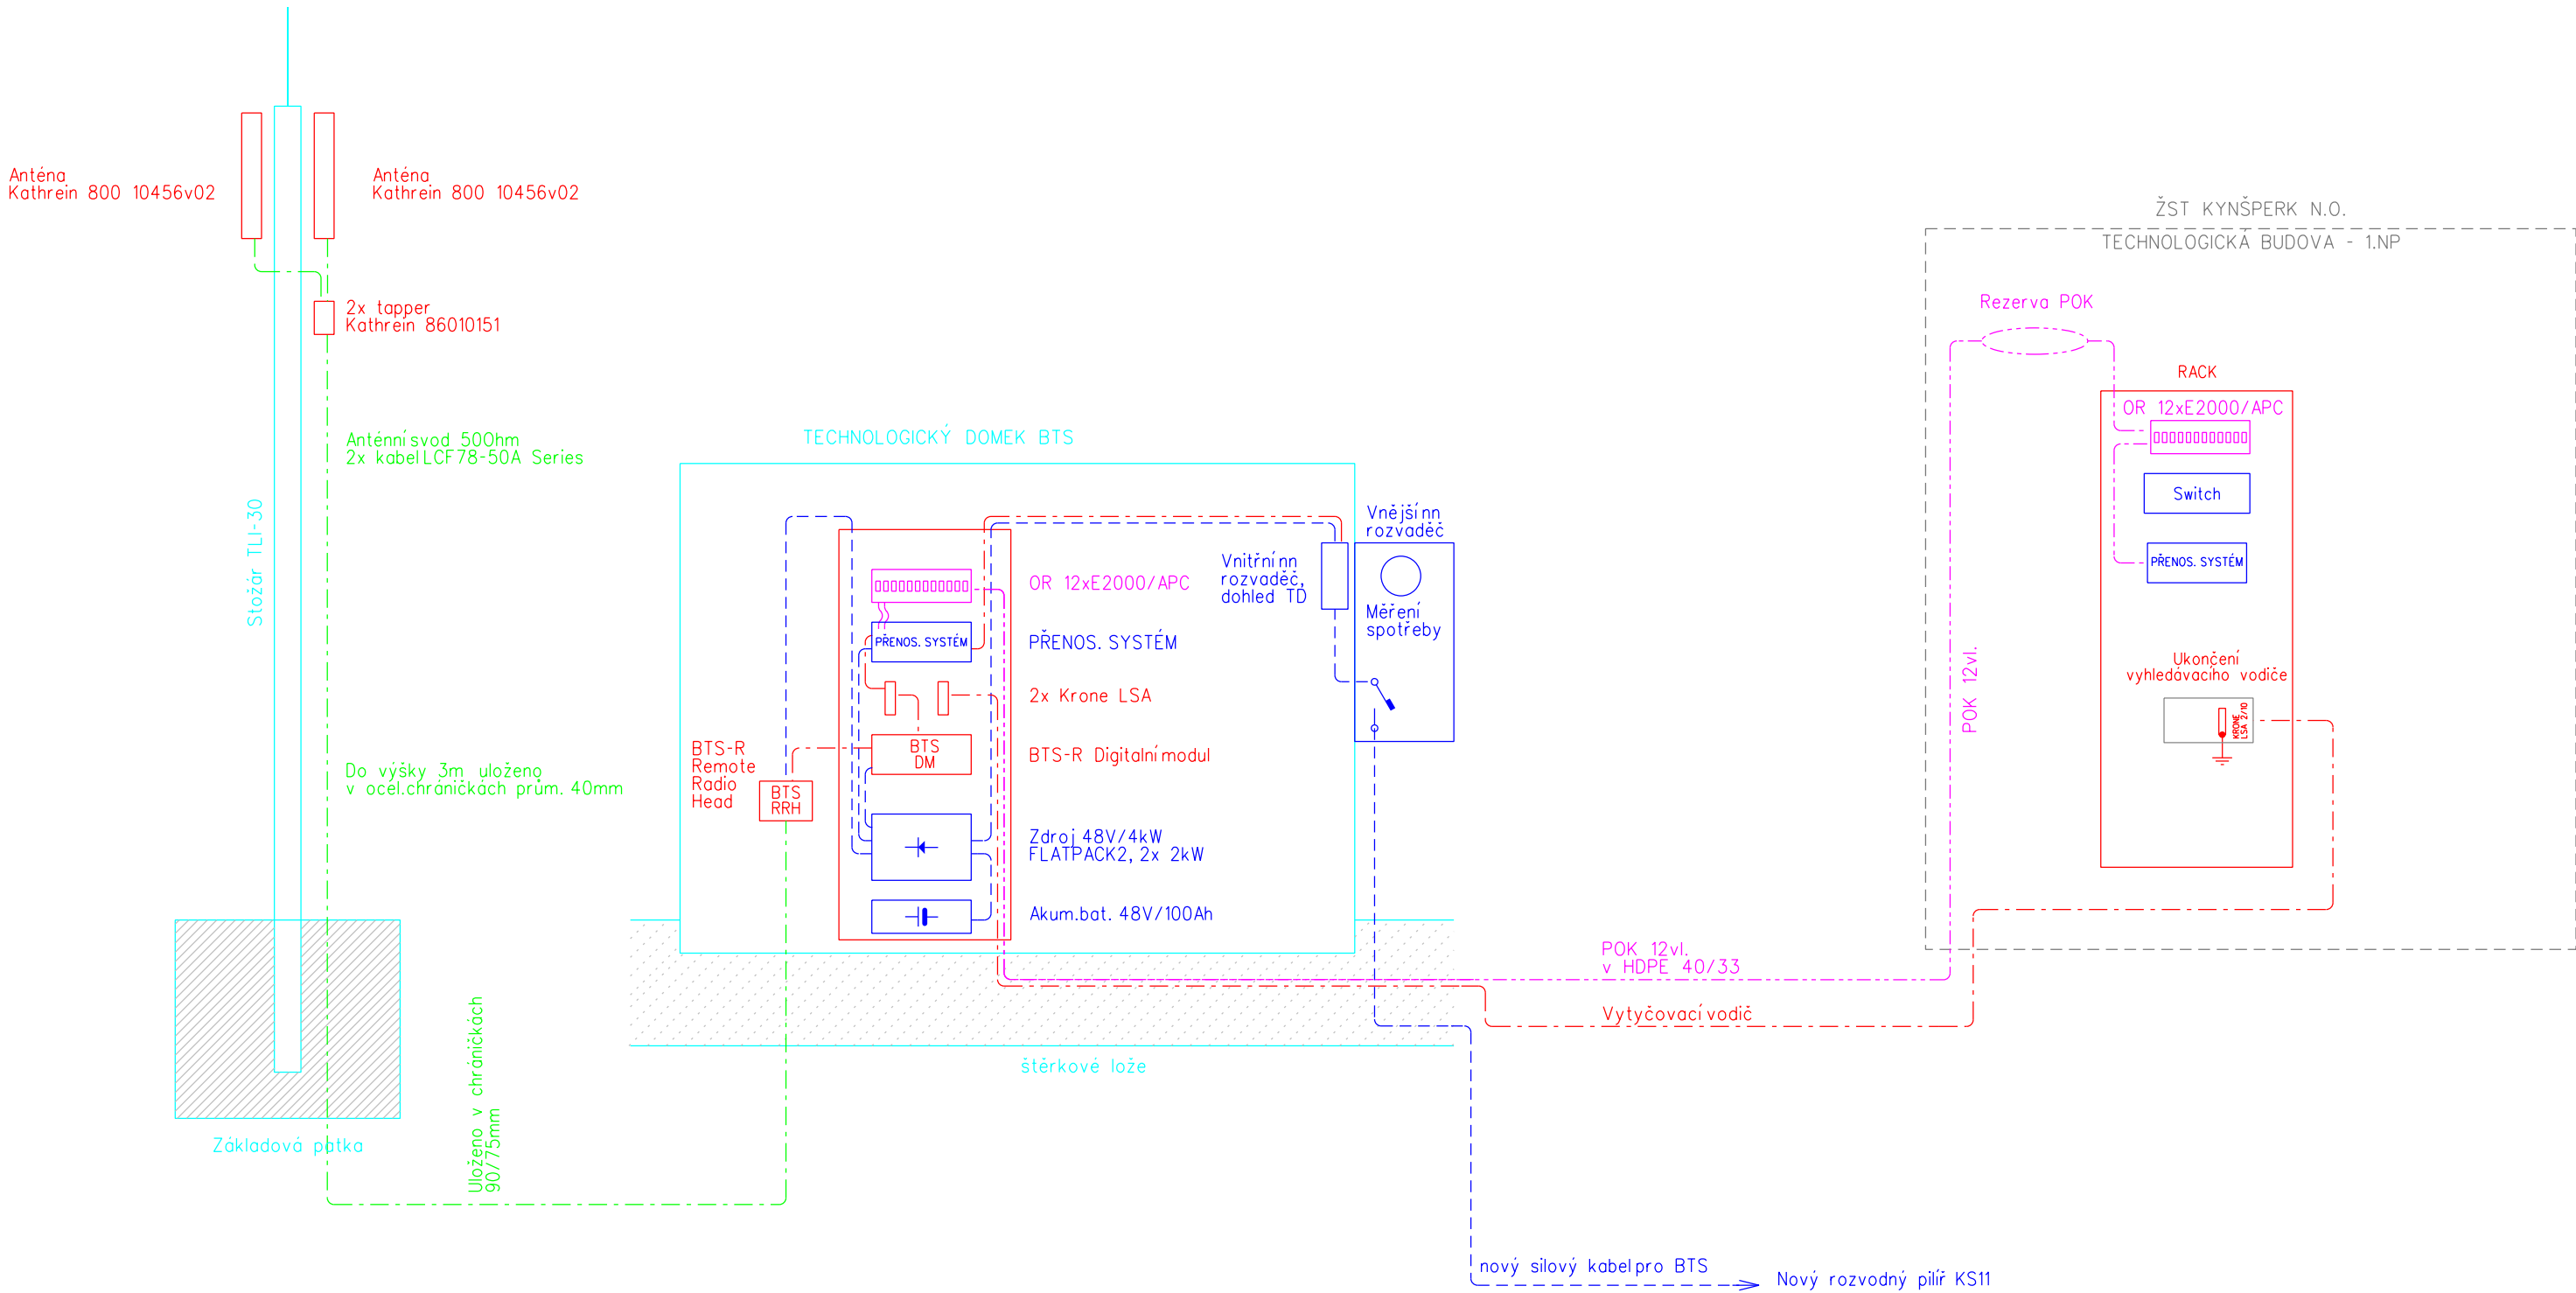 Anténa
Kathrein 800 10456v02
Anténa
Kathrein 800 10456v02
2x tapper
Kathrein 86010151
Anténní svod 50Ohm
2x kabel LCF78-50A Series
Stožár TLI-30
Do výšky 3m uloženo
v ocel.chráničkách prům. 40mm
Základová patka
Uloženo v chráničkách
90/75mm
TECHNOLOGICKÝ DOMEK BTS
BTS-R
Remote
Radio
Head
BTS
RRH
PŘENOS. SYSTÉM
BTS
DM
OR 12xE2000/APC
PŘENOS. SYSTÉM
2x Krone LSA
BTS-R Digitalní modul
Zdroj 48V/4kW
FLATPACK2, 2x 2kW
Akum.bat. 48V/100Ah
Vnitřní nn
rozvaděč,
dohled TD
Vnější nn
rozvaděč
Měření
spotřeby
štěrkové lože
POK 12vl.
v HDPE 40/33
Vytyčovací vodič
nový silový kabel pro BTS
Nový rozvodný pilíř KS11
ŽST KYNŠPERK N.O.
TECHNOLOGICKÁ BUDOVA - 1.NP
Rezerva POK
POK 12vl.
RACK
OR 12xE2000/APC
Switch
PŘENOS. SYSTÉM
Ukončení
vyhledávacího vodiče
KRONE
LSA 2/10